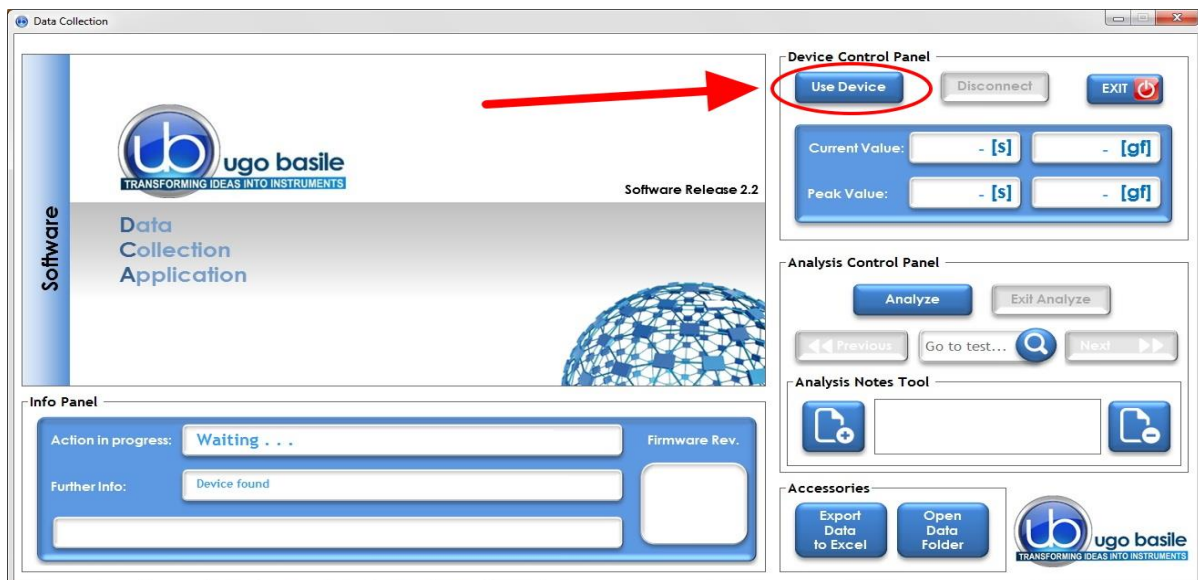 Data Collection
Software
ub ugo basile
TRANSFORMING IDEAS INTO INSTRUMENTS
Software Release 2.2
Data
Collection
Application
Device Control Panel
Use Device
Disconnect
EXIT
Current Value: - [s] - [gf]
Peak Value: - [s] - [gf]
Analysis Control Panel
Analyze
Exit Analyze
Previous
Go to test...
Next
Analysis Notes Tool
Info Panel
Action in progress: Waiting . . .
Firmware Rev.
Further Info: Device found
Accessories
Export
Data
to Excel
Open
Data
Folder
ub ugo basile
TRANSFORMING IDEAS INTO INSTRUMENTS